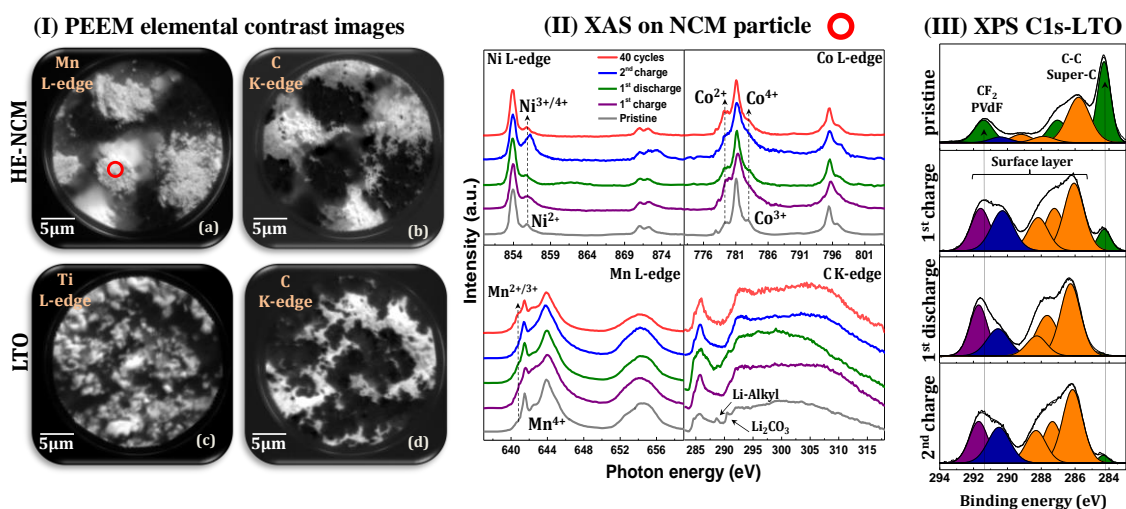 (I) PEEM elemental contrast images
HE-NCM
LTO
Mn
L-edge
5µm
(a)
C
K-edge
5µm
(b)
Ti
L-edge
5µm
(c)
C
K-edge
5µm
(d)
(II) XAS on NCM particle
Intensity (a.u.)
Ni L-edge
40 cycles
2nd charge
1st discharge
1st charge
Pristine
Ni3+/4+
Ni2+
854 860 868 874
Co L-edge
Co2+ Co4+
Co3+
776 781 786 796 801
Mn L-edge
Mn2+/3+
Mn4+
640 644 648 652 656
C K-edge
Li-Alkyl
Li2CO3
285 290 295 300 305 310 315
Photon energy (eV)
(III) XPS C1s-LTO
pristine
C-C
Super-C
CF2
PVdF
1st charge
Surface layer
1st discharge
2nd charge
294 292 290 288 286 284
Binding energy (eV)